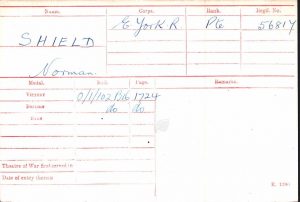 Name. Corps. Rank. Regtl. No.
SHIELD E York R Pte 56817
Norman.
Medal. Roll. Page. Remarks.
VICTORY 0/1/102 B16 1724
BRITISH do do
STAR
Theatre of War first served in
Date of entry therein
K. 1380